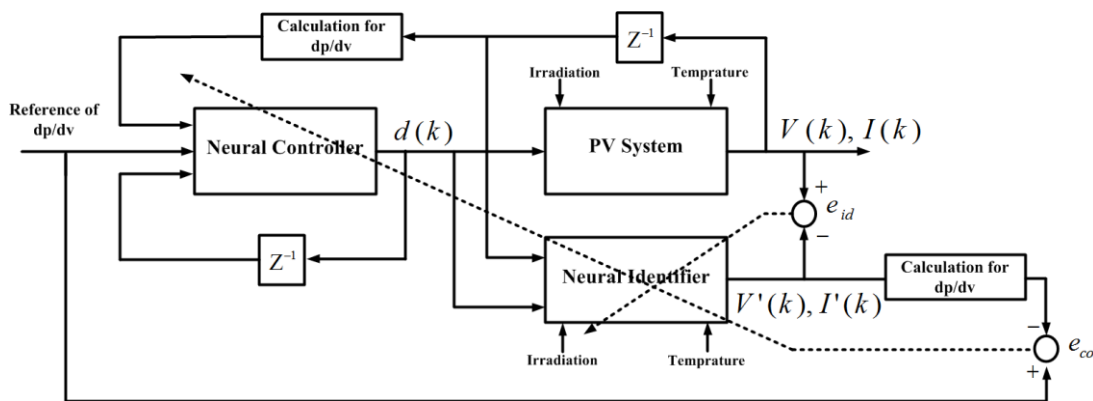 Calculation for
dp/dv
Z⁻¹
Irradiation
Temprature
Reference of
dp/dv
Neural Controller
d(k)
PV System
V(k), I(k)
+
e_id
−
Z⁻¹
Neural Identifier
V'(k), I'(k)
Calculation for
dp/dv
Irradiation
Temprature
−
e_co
+